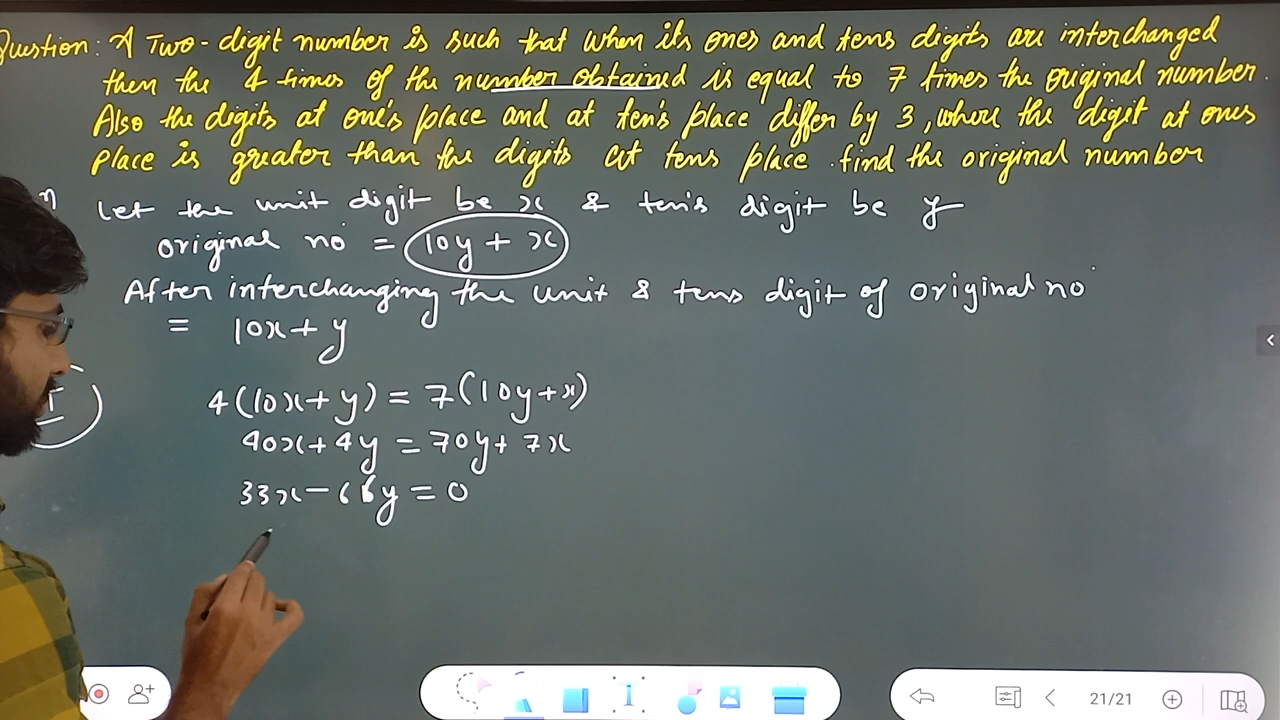 Question: A Two-digit number is such that when its ones and tens digits are interchanged
then the 4 times of the number obtained is equal to 7 times the original number.
Also the digits at one's place and at ten's place differ by 3, where the digit at ones
place is greater than the digits at tens place. find the original number
n Let the unit digit be x & ten's digit be y
original no = 10y + x
After interchanging the unit & tens digit of original no
= 10x + y
I 4(10x + y) = 7(10y + x)
40x + 4y = 70y + 7x
33x - 66y = 0
21/21